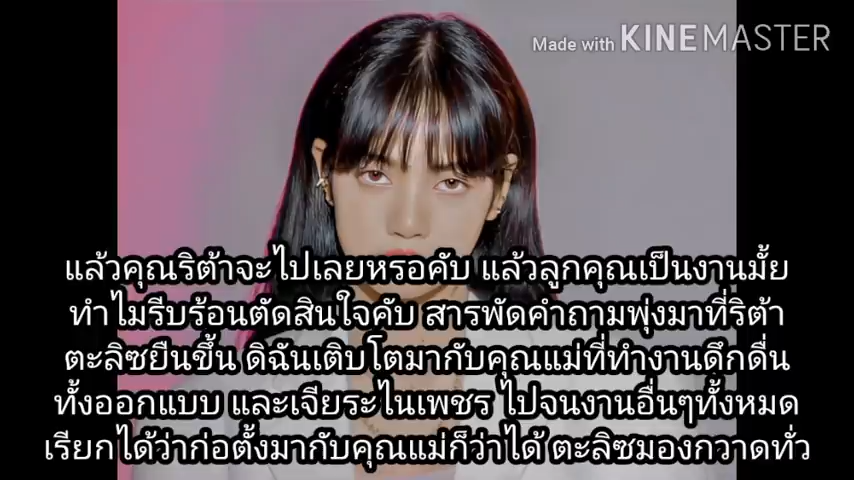 Made with KINEMASTER
แล้วคุณริต้าจะไปเลยหรอคับ แล้วลูกคุณเป็นงานมั้ย
ทำไมรีบร้อนตัดสินใจคับ สารพัดคำถามพุ่งมาที่ริต้า
ตะลิซยืนขึ้น ดิฉันเติบโตมากับคุณแม่ที่ทำงานดึกดื่น
ทั้งออกแบบ และเจียระไนเพชร ไปจนงานอื่นๆทั้งหมด
เรียกได้ว่าก่อตั้งมากับคุณแม่ก็ว่าได้ ตะลิซมองกวาดทั่ว